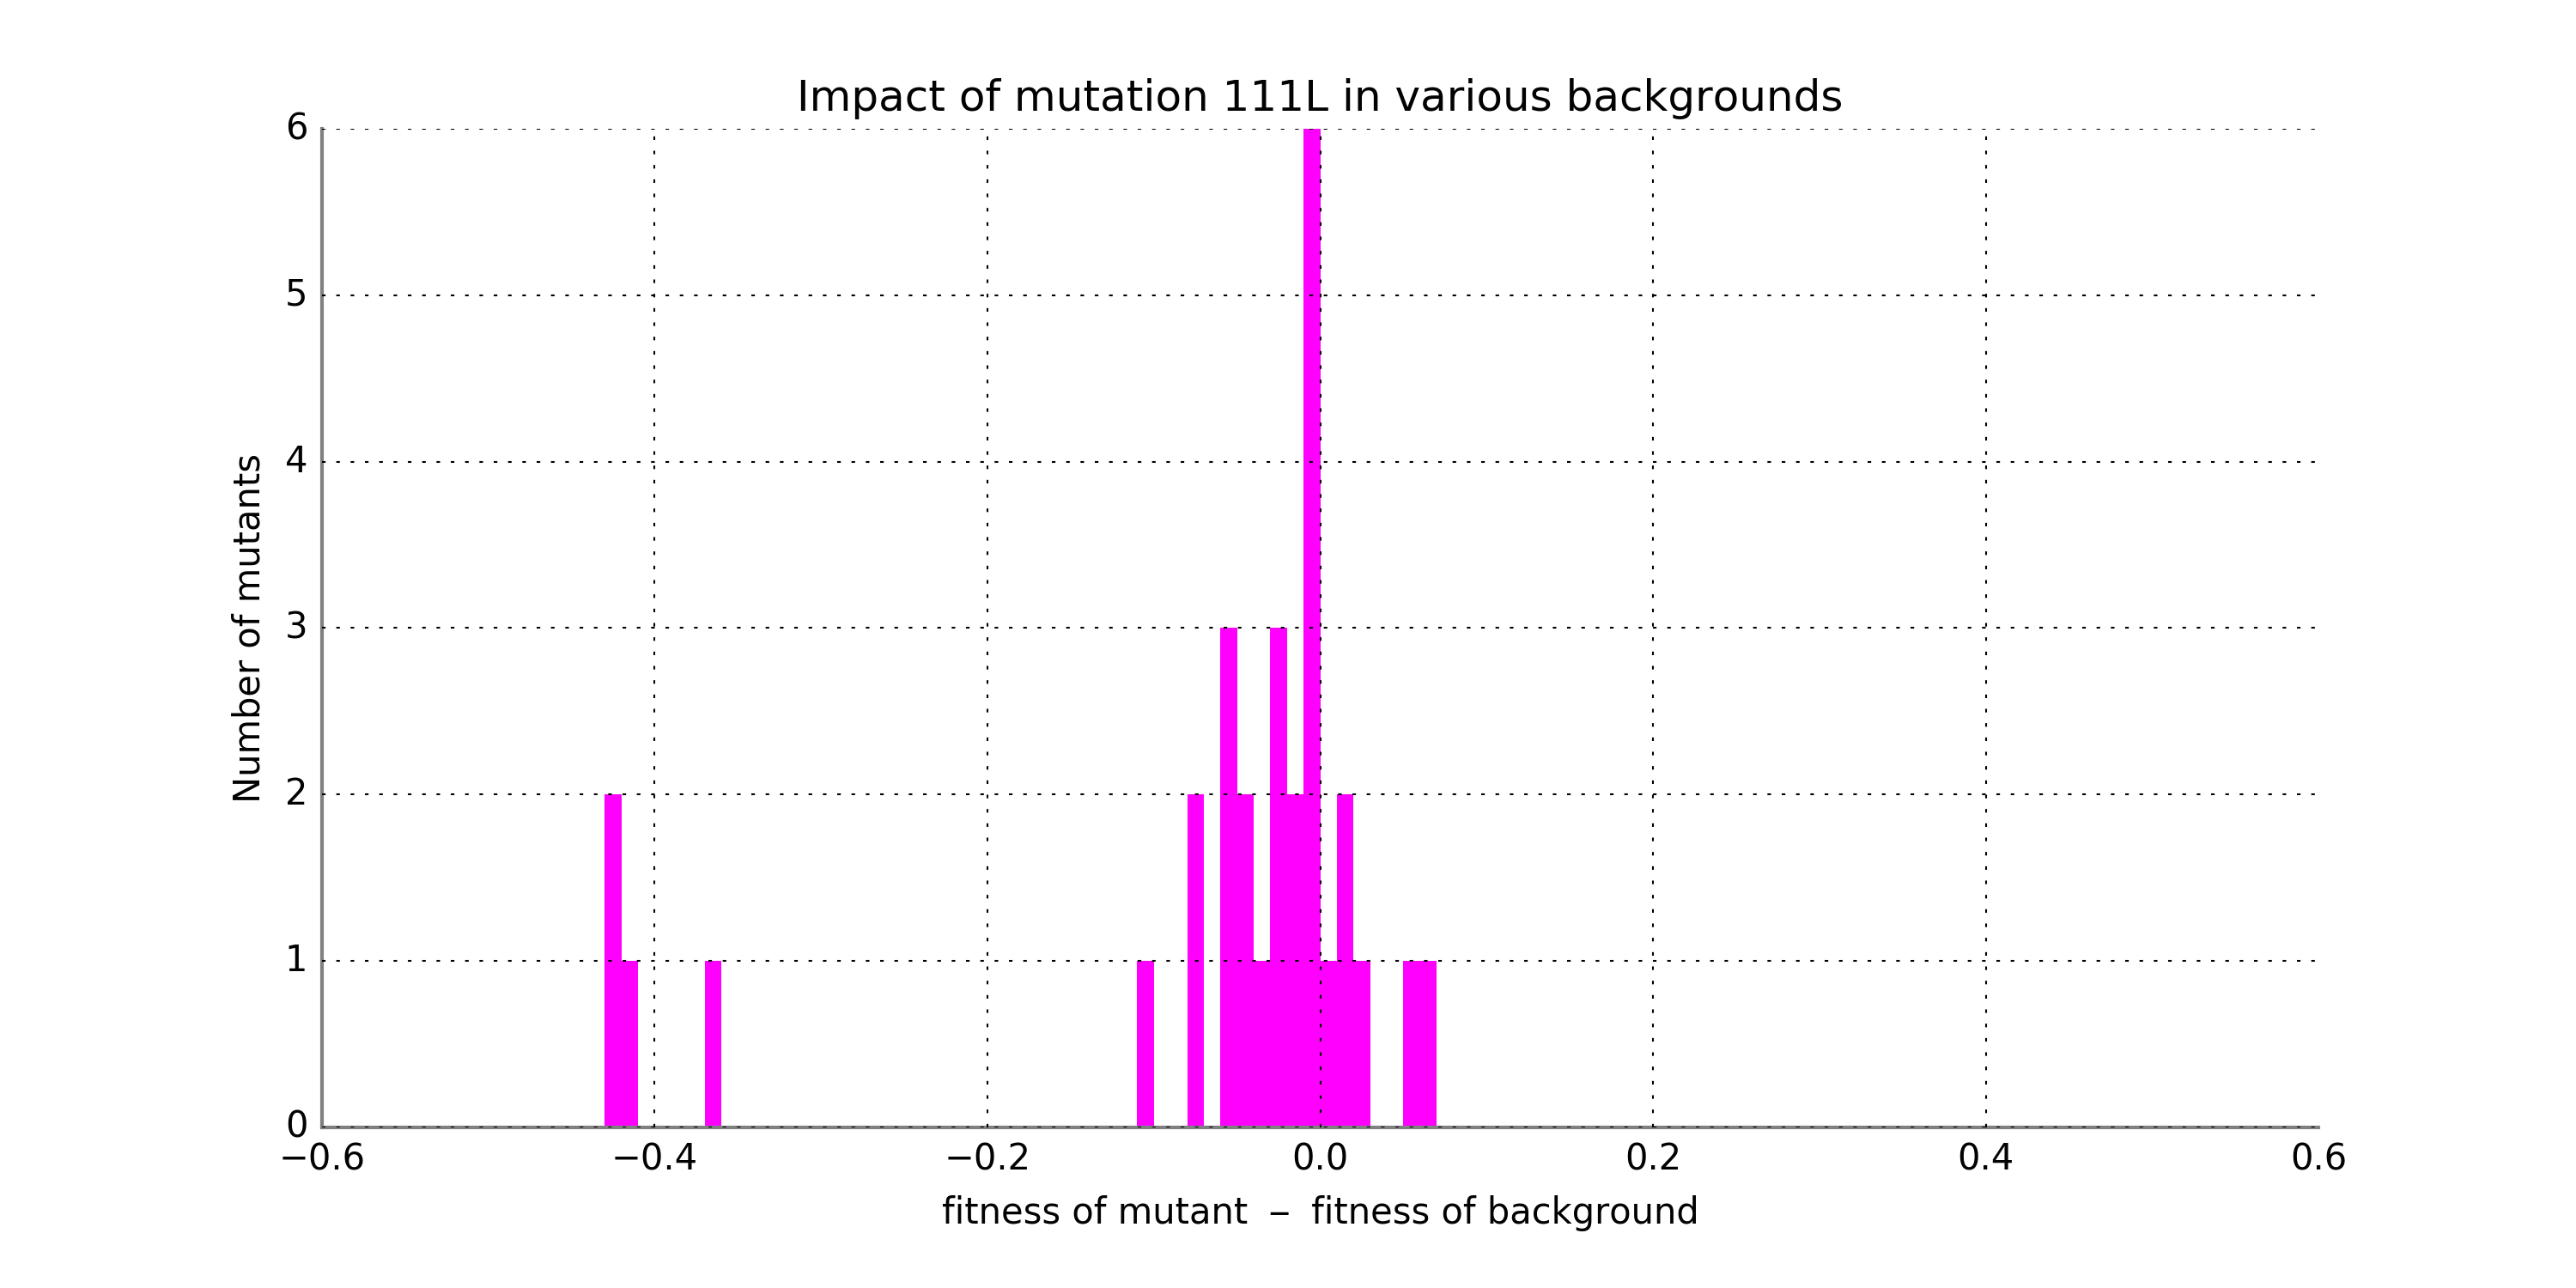 Impact of mutation 111L in various backgrounds
6
5
4
3
2
1
0
Number of mutants
−0.6 −0.4 −0.2 0.0 0.2 0.4 0.6
fitness of mutant − fitness of background